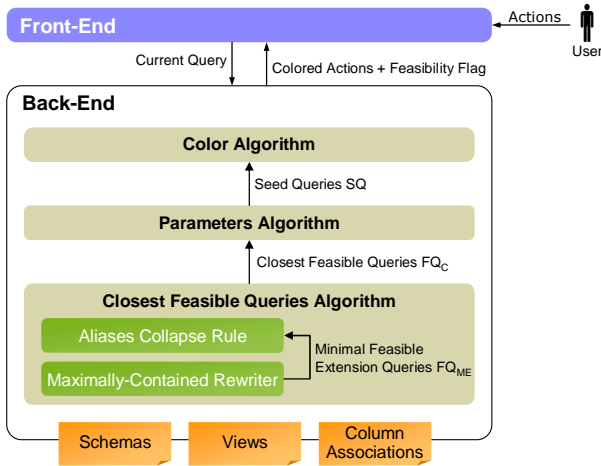 Front-End
Actions
User
Current Query
Colored Actions + Feasibility Flag
Back-End
Color Algorithm
Seed Queries SQ
Parameters Algorithm
Closest Feasible Queries FQC
Closest Feasible Queries Algorithm
Aliases Collapse Rule
Minimal Feasible
Extension Queries FQME
Maximally-Contained Rewriter
Schemas
Views
Column
Associations